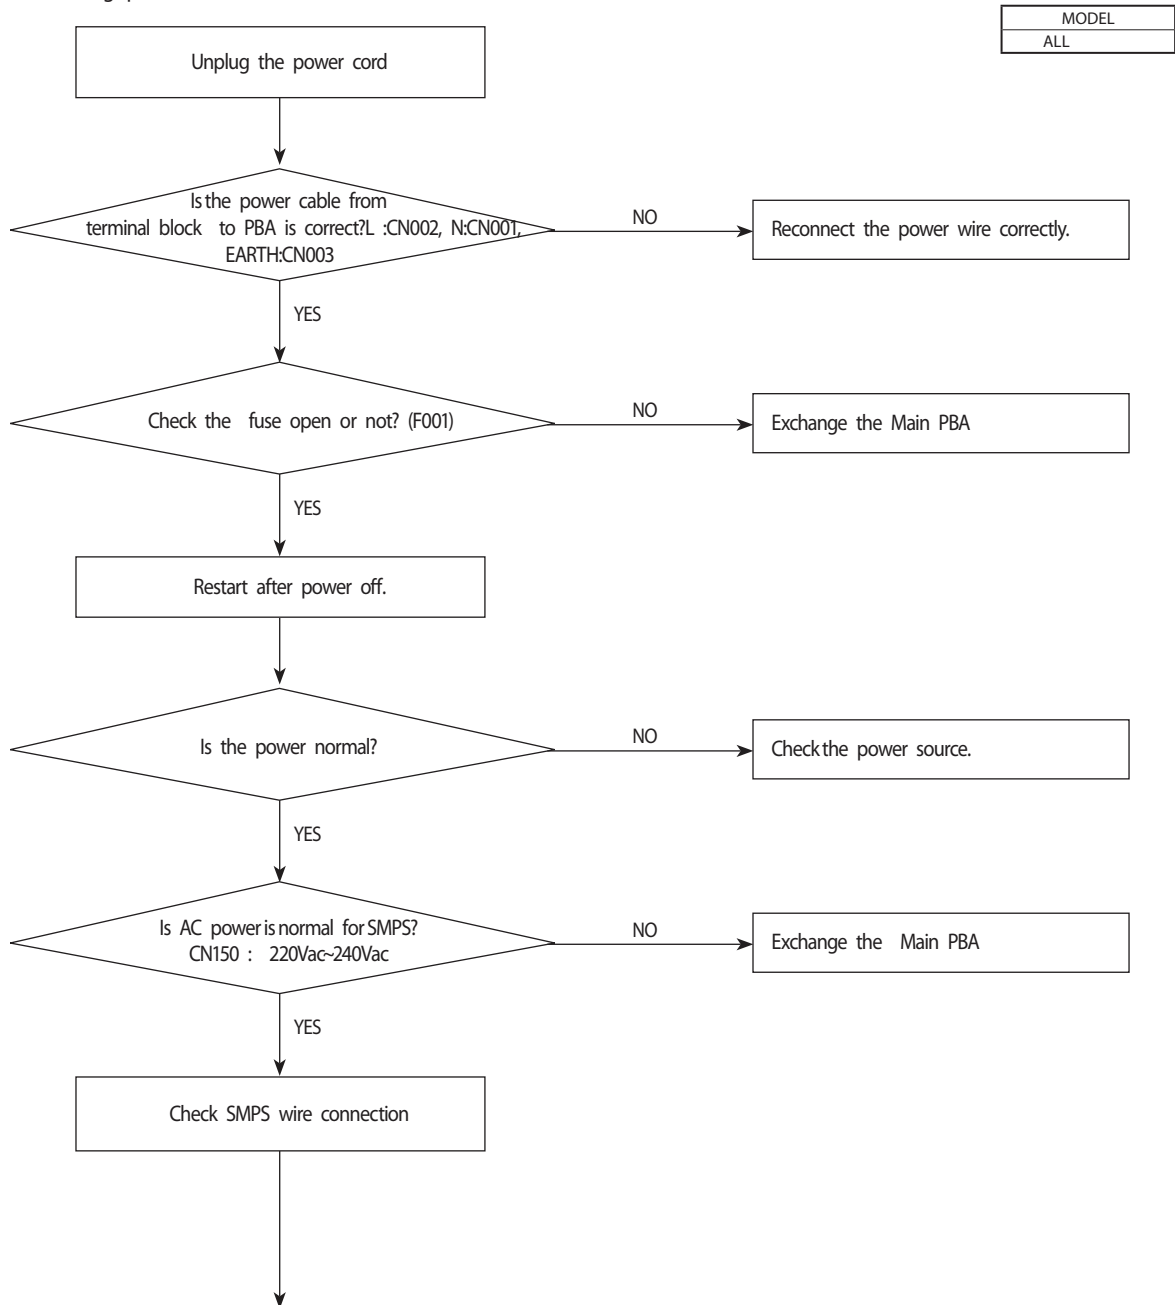 MODEL
ALL
Unplug the power cord
Is the power cable from
terminal block to PBA is correct?L :CN002, N:CN001,
EARTH:CN003
NO
Reconnect the power wire correctly.
YES
Check the fuse open or not? (F001)
NO
Exchange the Main PBA
YES
Restart after power off.
Is the power normal?
NO
Check the power source.
YES
Is AC power is normal for SMPS?
CN150 : 220Vac~240Vac
NO
Exchange the Main PBA
YES
Check SMPS wire connection